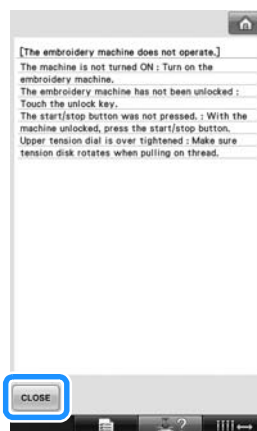 [The embroidery machine does not operate.]
The machine is not turned ON : Turn on the
embroidery machine.
The embroidery machine has not been unlocked :
Touch the unlock key.
The start/stop button was not pressed. : With the
machine unlocked, press the start/stop button.
Upper tension dial is over tightened : Make sure
tension disk rotates when pulling on thread.
CLOSE
?